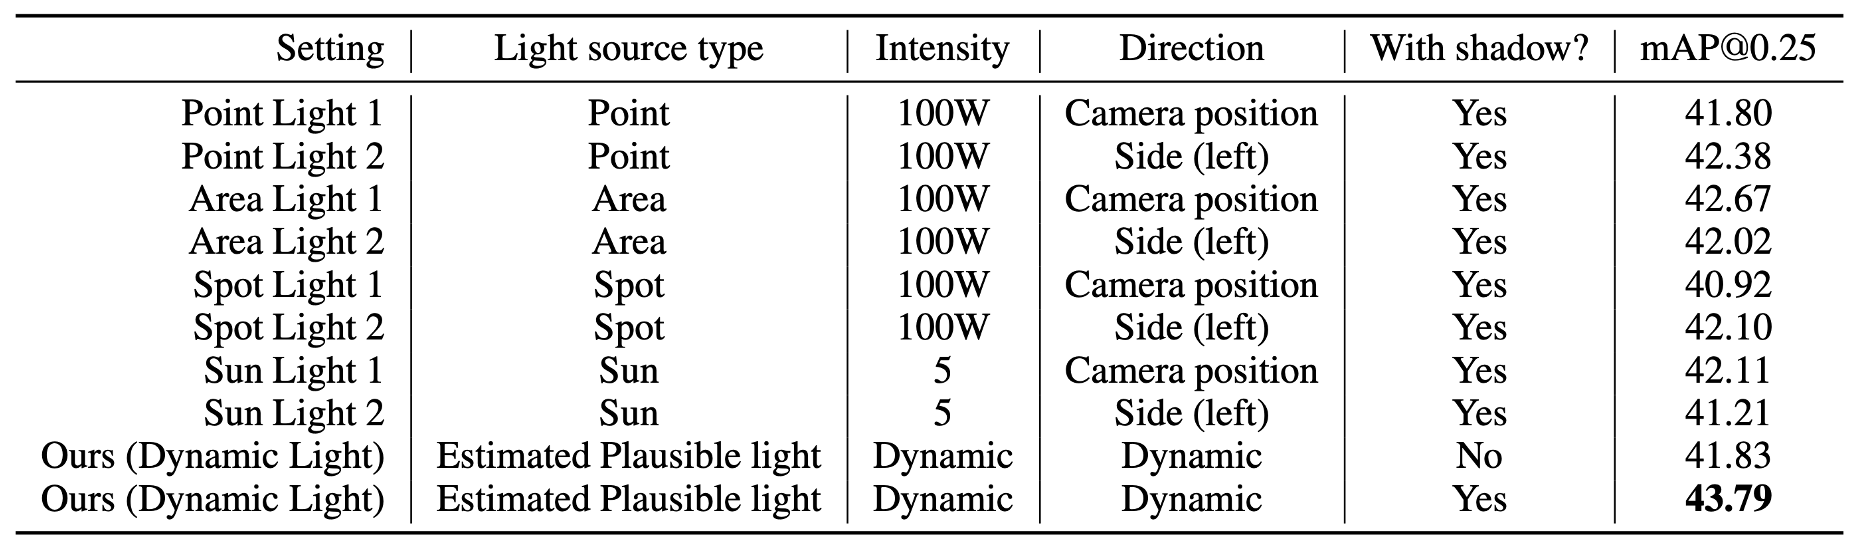 Setting Light source type Intensity Direction With shadow? mAP@0.25
Point Light 1 Point 100W Camera position Yes 41.80
Point Light 2 Point 100W Side (left) Yes 42.38
Area Light 1 Area 100W Camera position Yes 42.67
Area Light 2 Area 100W Side (left) Yes 42.02
Spot Light 1 Spot 100W Camera position Yes 40.92
Spot Light 2 Spot 100W Side (left) Yes 42.10
Sun Light 1 Sun 5 Camera position Yes 42.11
Sun Light 2 Sun 5 Side (left) Yes 41.21
Ours (Dynamic Light) Estimated Plausible light Dynamic Dynamic No 41.83
Ours (Dynamic Light) Estimated Plausible light Dynamic Dynamic Yes 43.79